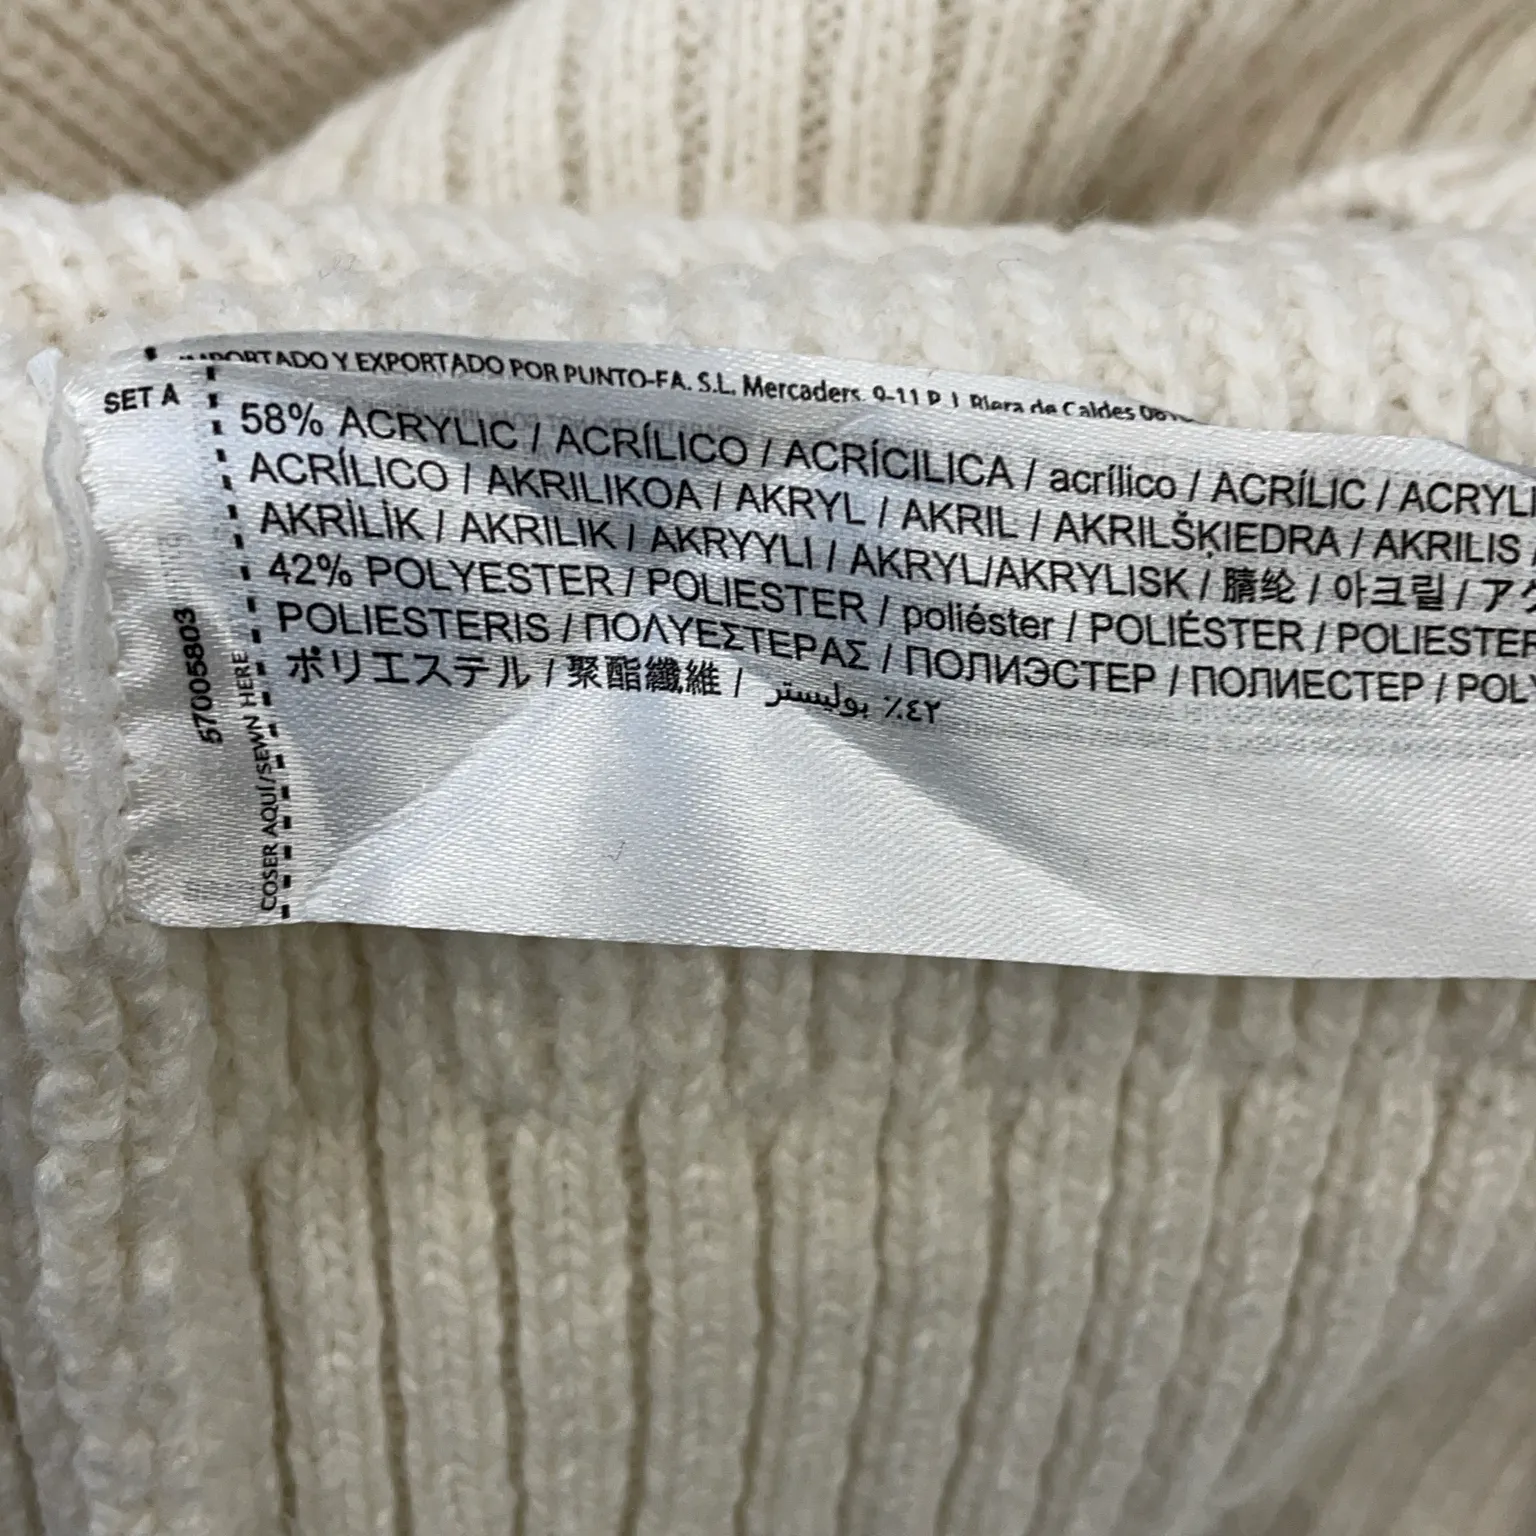 PORTADO Y EXPORTADO POR PUNTO-FA. S.L. Mercaders. 9-11 P. I. Riera de Caldes
SET A
58% ACRYLIC / ACRÍLICO / ACRÍCILICA / acrílico / ACRÍLIC / ACRYLI
ACRÍLICO / AKRILIKOA / AKRYL / AKRIL / AKRILŠĶIEDRA / AKRILIS /
AKRİLİK / AKRILIK / AKRYYLI / AKRYL/AKRYLISK / 腈纶 / 아크릴 / アク
42% POLYESTER / POLIESTER / poliéster / POLIÉSTER / POLIESTER
POLIESTERIS / ΠΟΛΥΕΣΤΕΡΑΣ / ПОЛИЭСТЕР / ПОЛИЕСТЕР / POLY
ポリエステル / 聚酯纖維 / ٪٤٢ بوليستر
57005803
COSER AQUÍ/SEWN HERE